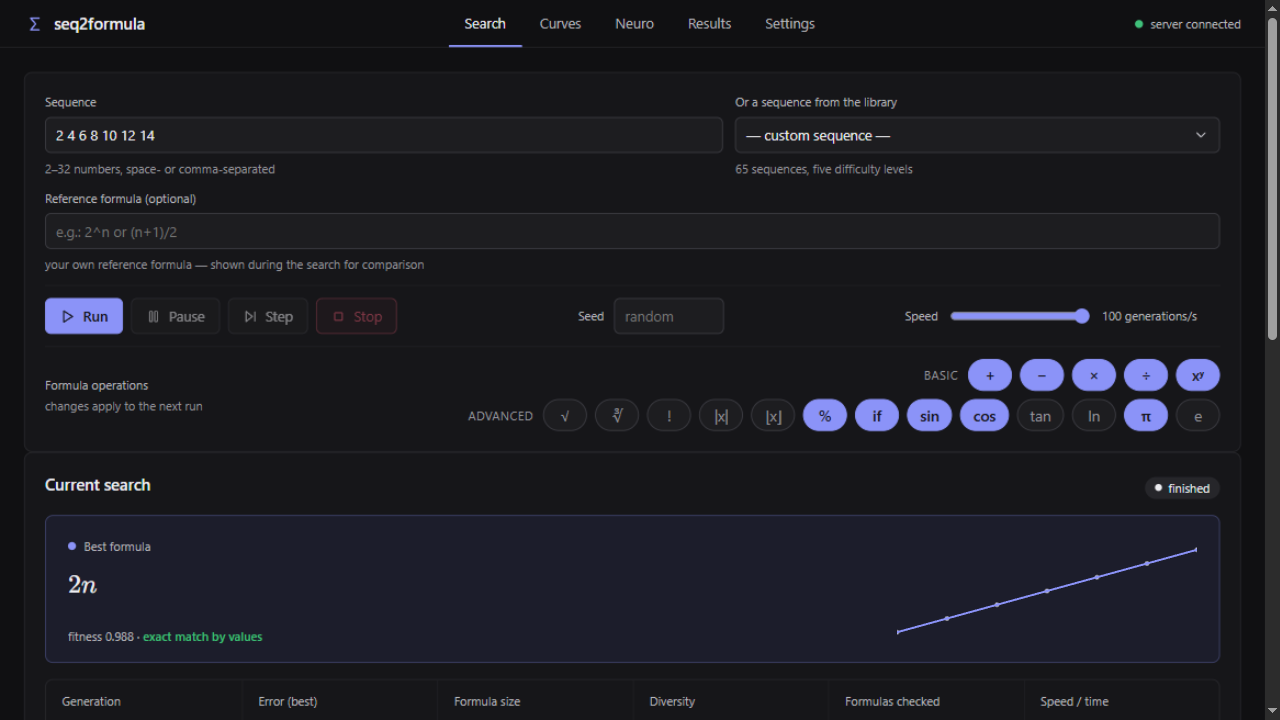 Σ seq2formula Search Curves Neuro Results Settings server connected
Sequence Or a sequence from the library
2 4 6 8 10 12 14 — custom sequence —
2–32 numbers, space- or comma-separated 65 sequences, five difficulty levels
Reference formula (optional)
e.g.: 2^n or (n+1)/2
your own reference formula — shown during the search for comparison
Run Pause Step Stop Seed random Speed 100 generations/s
BASIC + − × ÷ xʸ
Formula operations
changes apply to the next run
ADVANCED √ ∛ ! |x| ⌊x⌋ % if sin cos tan ln π e
Current search finished
Best formula
2n
fitness 0.988 · exact match by values
Generation Error (best) Formula size Diversity Formulas checked Speed / time